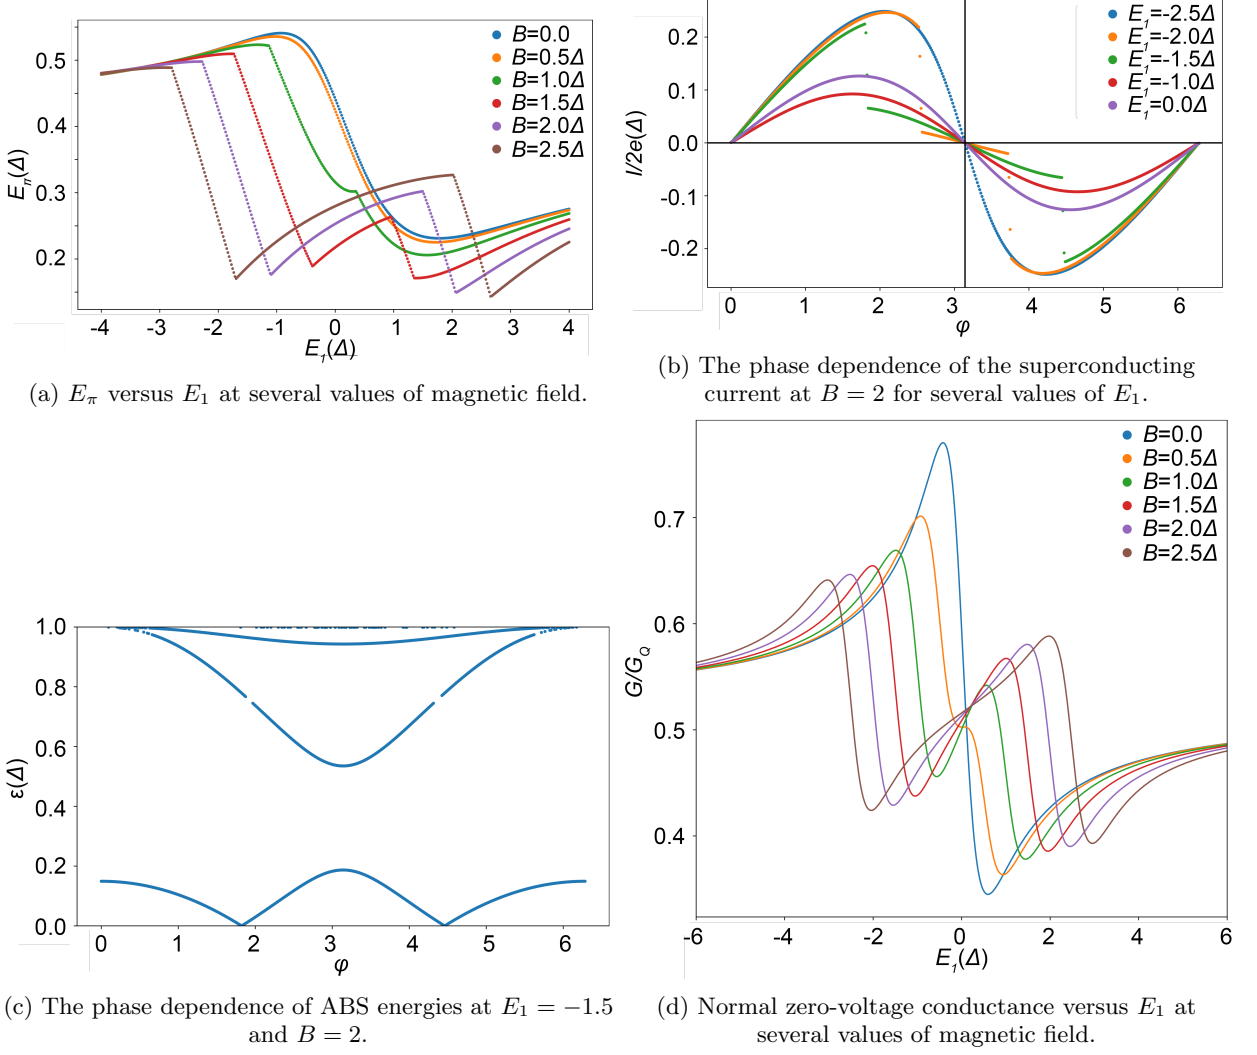 0.5
0.4
0.3
0.2
E_π(Δ)
-4 -3 -2 -1 0 1 2 3 4
E_1(Δ)
B=0.0
B=0.5Δ
B=1.0Δ
B=1.5Δ
B=2.0Δ
B=2.5Δ
(a) E_π versus E_1 at several values of magnetic field.
0.2
0.1
0.0
-0.1
-0.2
I/2e(Δ)
0 1 2 3 4 5 6
φ
E_1=-2.5Δ
E_1=-2.0Δ
E_1=-1.5Δ
E_1=-1.0Δ
E_1=0.0Δ
(b) The phase dependence of the superconducting
current at B = 2 for several values of E_1.
1.0
0.8
0.6
0.4
0.2
0.0
ε(Δ)
0 1 2 3 4 5 6
φ
(c) The phase dependence of ABS energies at E_1 = −1.5
and B = 2.
0.7
0.6
0.5
0.4
G/G_Q
-6 -4 -2 0 2 4 6
E_1(Δ)
B=0.0
B=0.5Δ
B=1.0Δ
B=1.5Δ
B=2.0Δ
B=2.5Δ
(d) Normal zero-voltage conductance versus E_1 at
several values of magnetic field.